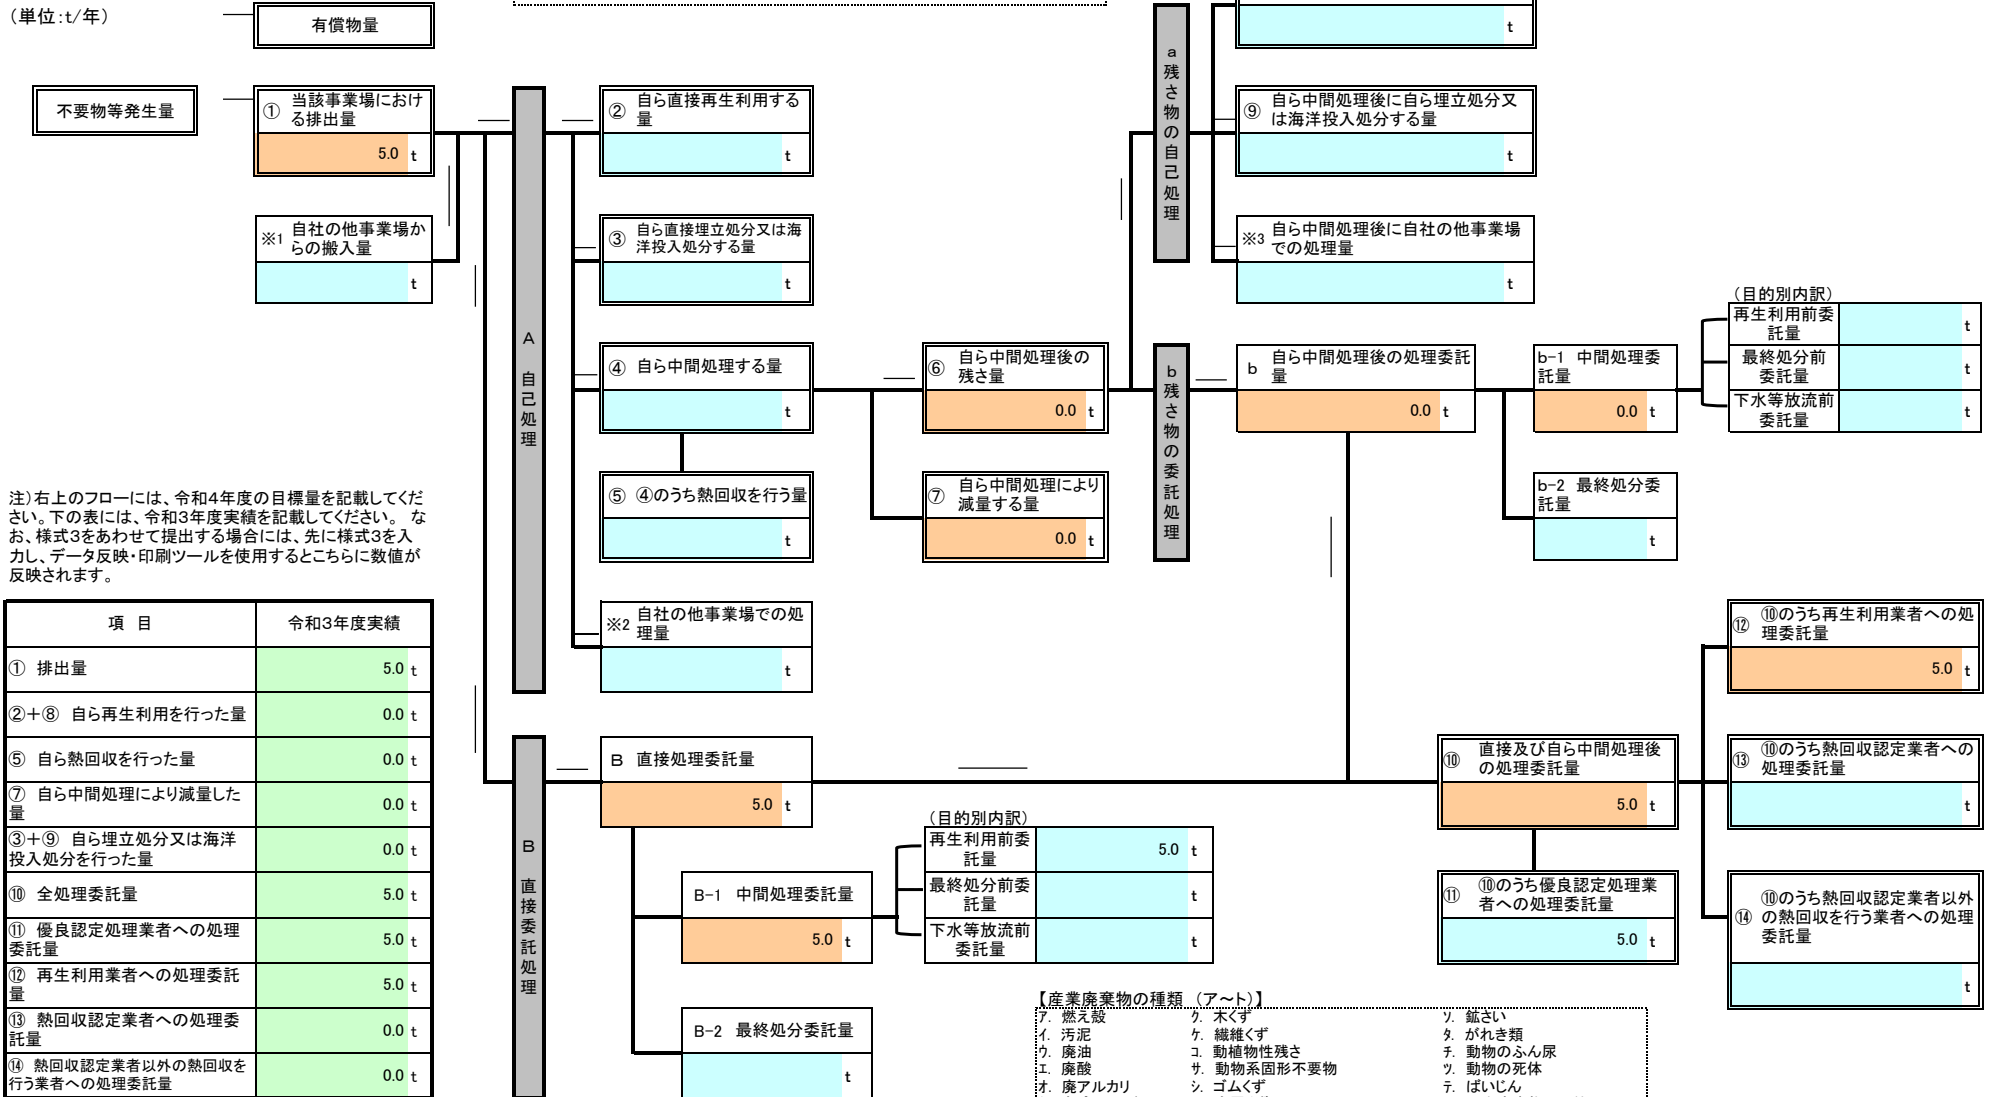 （単位：t/年）
有償物量
t
不要物等発生量
① 当該事業場におけ
る排出量
5.0 t
※1 自社の他事業場か
らの搬入量
t
A 自己処理
② 自ら直接再生利用する
量
t
③ 自ら直接埋立処分又は海
洋投入処分する量
t
④ 自ら中間処理する量
t
⑤ ④のうち熱回収を行う量
t
※2 自社の他事業場での処
理量
t
⑥ 自ら中間処理後の
残さ量
0.0 t
⑦ 自ら中間処理により
減量する量
0.0 t
a 残さ物の自己処理
⑨ 自ら中間処理後に自ら埋立処分又
は海洋投入処分する量
t
※3 自ら中間処理後に自社の他事業場
での処理量
t
b 残さ物の委託処理
b 自ら中間処理後の処理委託
量
0.0 t
b-1 中間処理委
託量
0.0 t
b-2 最終処分委
託量
t
（目的別内訳）
再生利用前委
託量
t
最終処分前
委託量
t
下水等放流前
委託量
t
注）右上のフローには、令和４年度の目標量を記載してくだ
さい。下の表には、令和３年度実績を記載してください。 な
お、様式３をあわせて提出する場合には、先に様式３を入
力し、データ反映・印刷ツールを使用するとこちらに数値が
反映されます。
項 目 令和３年度実績
① 排出量 5.0 t
②＋⑧ 自ら再生利用を行った量 0.0 t
⑤ 自ら熱回収を行った量 0.0 t
⑦ 自ら中間処理により減量した
量 0.0 t
③＋⑨ 自ら埋立処分又は海洋
投入処分を行った量 0.0 t
⑩ 全処理委託量 5.0 t
⑪ 優良認定処理業者への処理
委託量 5.0 t
⑫ 再生利用業者への処理委託
量 5.0 t
⑬ 熱回収認定業者への処理委
託量 0.0 t
⑭ 熱回収認定業者以外の熱回収を
行う業者への処理委託量 0.0 t
B 直接委託処理
B 直接処理委託量
5.0 t
B-1 中間処理委託量
5.0 t
B-2 最終処分委託量
t
（目的別内訳）
再生利用前委
託量
5.0 t
最終処分前委
託量
t
下水等放流前
委託量
t
⑩ 直接及び自ら中間処理後
の処理委託量
5.0 t
⑪ ⑩のうち優良認定処理業
者への処理委託量
5.0 t
⑫ ⑩のうち再生利用業者への処
理委託量
5.0 t
⑬ ⑩のうち熱回収認定業者への
処理委託量
t
⑭ ⑩のうち熱回収認定業者以外
の熱回収を行う業者への処理
委託量
t
【産業廃棄物の種類 （ア～ト）】
ア. 燃え殻 ク. 木くず ソ. 鉱さい
イ. 汚泥 ケ. 繊維くず タ. がれき類
ウ. 廃油 コ. 動植物性残さ チ. 動物のふん尿
エ. 廃酸 サ. 動物系固形不要物 ツ. 動物の死体
オ. 廃アルカリ シ. ゴムくず テ. ばいじん